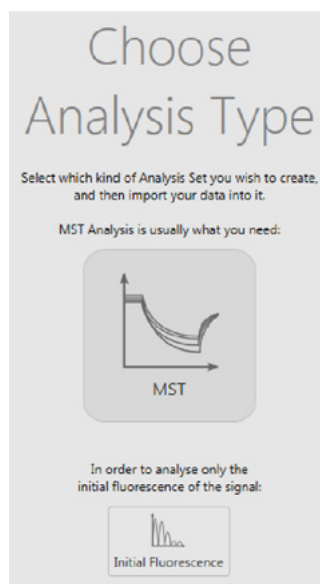 Choose
Analysis Type
Select which kind of Analysis Set you wish to create,
and then import your data into it.
MST Analysis is usually what you need:
MST
In order to analyse only the
initial fluorescence of the signal:
Initial Fluorescence